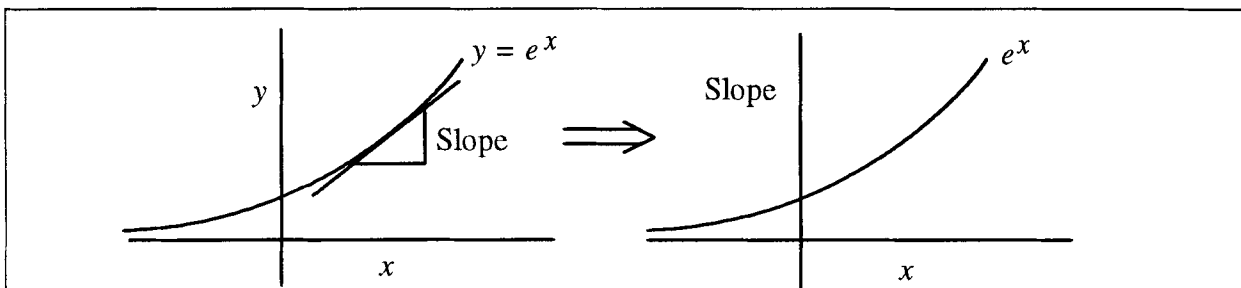 y = e^x
y
Slope
x
Slope
e^x
x